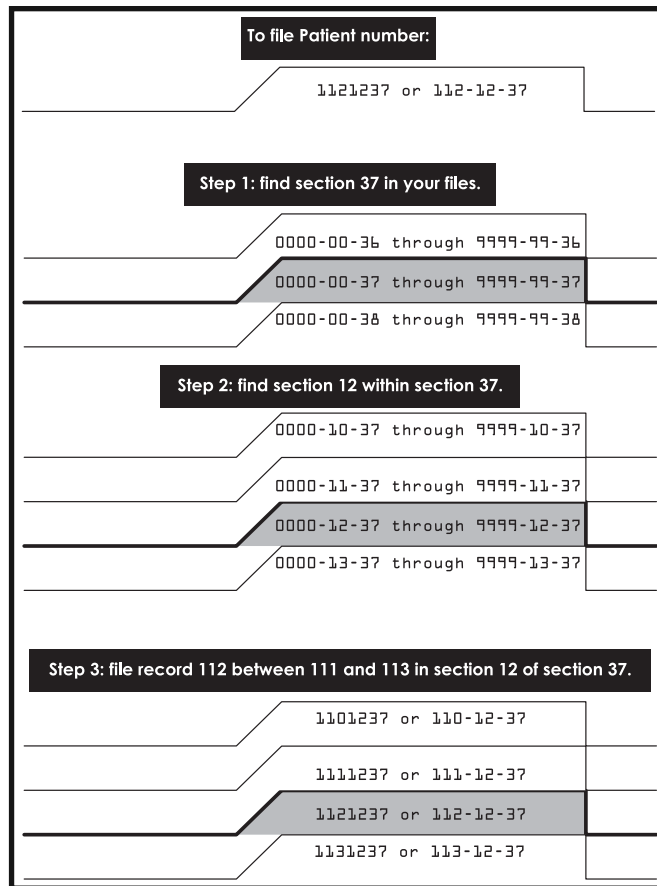 To file Patient number:
1121237 or 112-12-37
Step 1: find section 37 in your files.
0000-00-36 through 9999-99-36
0000-00-37 through 9999-99-37
0000-00-38 through 9999-99-38
Step 2: find section 12 within section 37.
0000-10-37 through 9999-10-37
0000-11-37 through 9999-11-37
0000-12-37 through 9999-12-37
0000-13-37 through 9999-13-37
Step 3: file record 112 between 111 and 113 in section 12 of section 37.
1101237 or 110-12-37
1111237 or 111-12-37
1121237 or 112-12-37
1131237 or 113-12-37